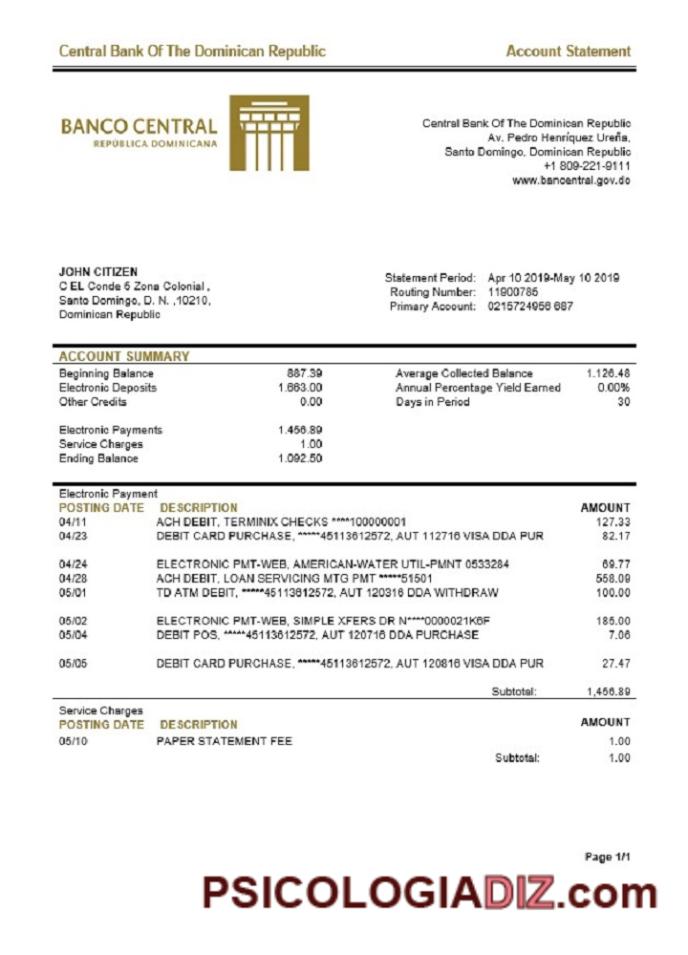 Central Bank Of The Dominican Republic Account Statement
BANCO CENTRAL
REPÚBLICA DOMINICANA
Central Bank Of The Dominican Republic
Av. Pedro Henríquez Ureña,
Santo Domingo, Dominican Republic
+1 809-221-9111
www.bancentral.gov.do
JOHN CITIZEN
C EL Conde 5 Zona Colonial ,
Santo Domingo, D. N. ,10210,
Dominican Republic
Statement Period: Apr 10 2019-May 10 2019
Routing Number: 11900785
Primary Account: 0215724956 687
ACCOUNT SUMMARY
Beginning Balance 887.39 Average Collected Balance 1.126.48
Electronic Deposits 1.663.00 Annual Percentage Yield Earned 0.00%
Other Credits 0.00 Days in Period 30
Electronic Payments 1.456.89
Service Charges 1.00
Ending Balance 1.092.50
Electronic Payment
POSTING DATE DESCRIPTION AMOUNT
04/11 ACH DEBIT, TERMINIX CHECKS ****100000001 127.33
04/23 DEBIT CARD PURCHASE, *****45113612572, AUT 112716 VISA DDA PUR 82.17
04/24 ELECTRONIC PMT-WEB, AMERICAN-WATER UTIL-PMNT 0533284 69.77
04/28 ACH DEBIT, LOAN SERVICING MTG PMT *****51501 558.09
05/01 TD ATM DEBIT, *****45113612572, AUT 120316 DDA WITHDRAW 100.00
05/02 ELECTRONIC PMT-WEB, SIMPLE XFERS DR N****0000021K6F 185.00
05/04 DEBIT POS, *****45113612572, AUT 120716 DDA PURCHASE 7.06
05/05 DEBIT CARD PURCHASE, *****45113612572, AUT 120816 VISA DDA PUR 27.47
Subtotal: 1,456.89
Service Charges
POSTING DATE DESCRIPTION AMOUNT
05/10 PAPER STATEMENT FEE 1.00
Subtotal: 1.00
Page 1/1
PSICOLOGIADIZ.com